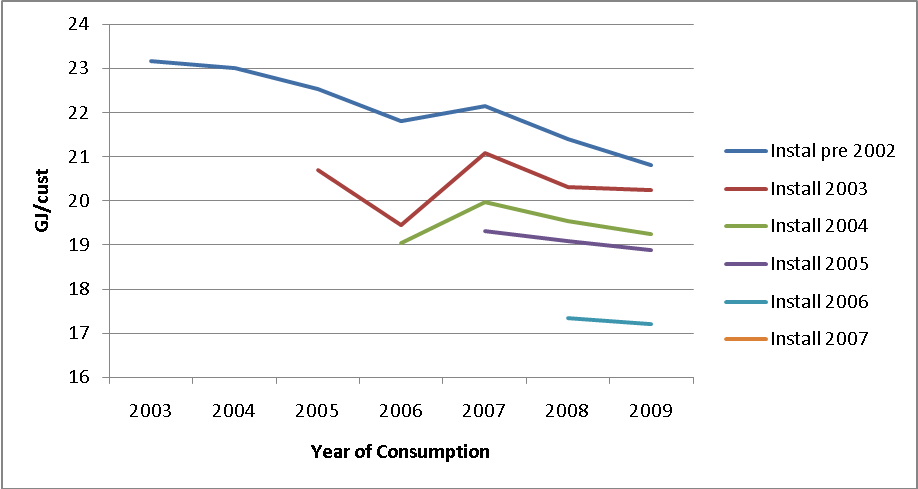 24
23
22
21
20
19
18
17
16
GJ/cust
2003 2004 2005 2006 2007 2008 2009
Year of Consumption
Instal pre 2002
Install 2003
Install 2004
Install 2005
Install 2006
Install 2007